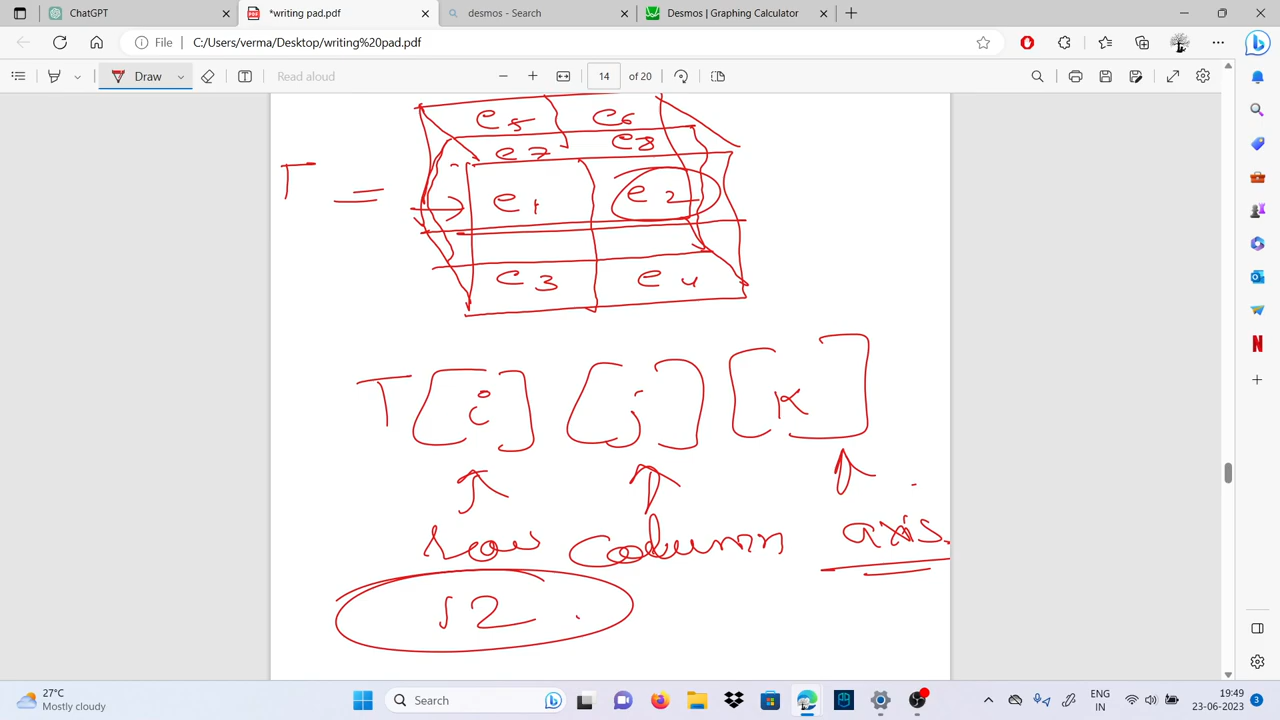 ChatGPT
*writing pad.pdf
desmos - Search
Desmos | Graphing Calculator
File
C:/Users/verma/Desktop/writing%20pad.pdf
Draw
Read aloud
14 of 20
e5 e6
e7 e8
T = e1 e2
e3 e4
T[i] [j] [K]
row column axis
12
27°C
Mostly cloudy
Search
ENG
IN
19:49
23-06-2023
3